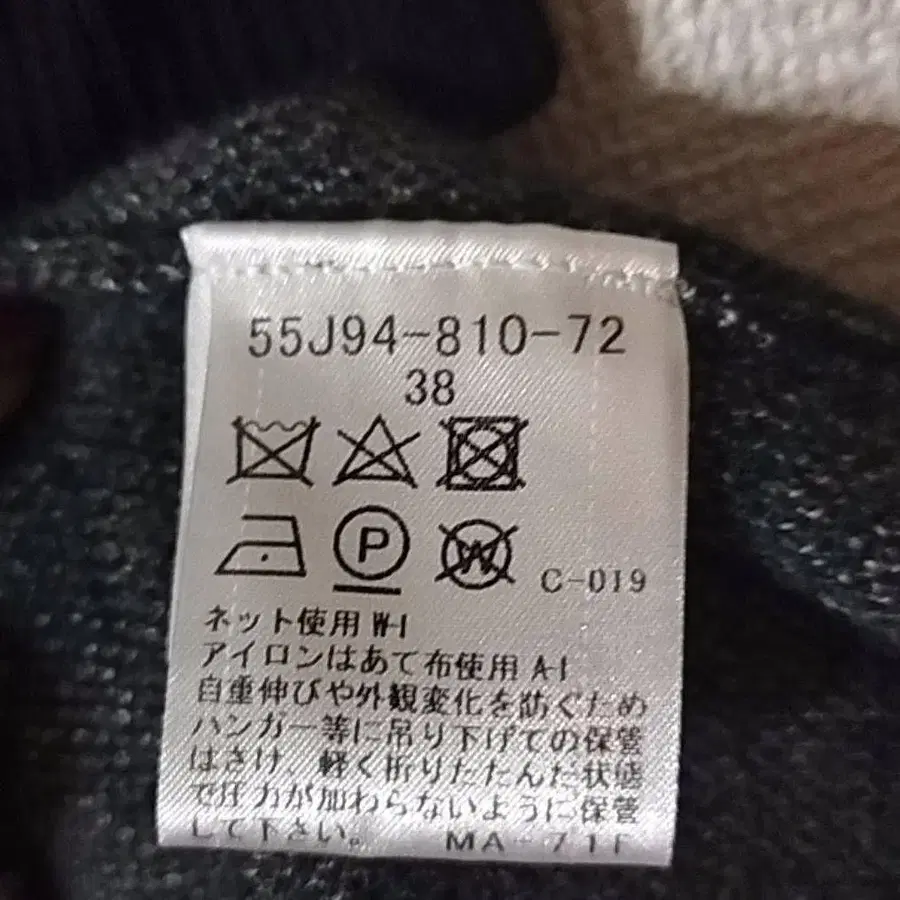 55J94-810-72
38
P
W
C-019
ネット使用 W-1
アイロンはあて布使用 A-1
自重伸びや外観変化を防ぐため
ハンガー等に吊り下げての保管
はさけ、軽く折りたたんだ状態
で圧力が加わらないように保管
して下さい。 MA-71F